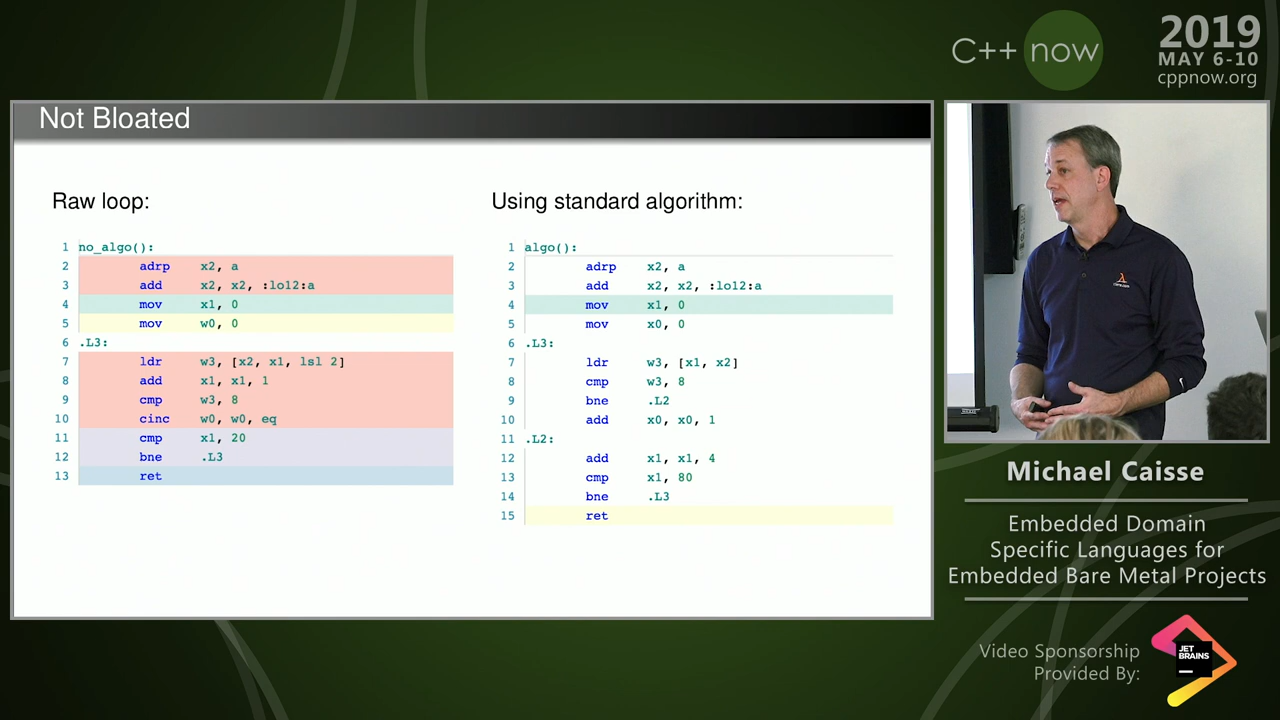 C++ now
2019
MAY 6-10
cppnow.org
Not Bloated
Raw loop:
1 no_algo():
2 adrp x2, a
3 add x2, x2, :lo12:a
4 mov x1, 0
5 mov w0, 0
6 .L3:
7 ldr w3, [x2, x1, lsl 2]
8 add x1, x1, 1
9 cmp w3, 8
10 cinc w0, w0, eq
11 cmp x1, 20
12 bne .L3
13 ret
Using standard algorithm:
1 algo():
2 adrp x2, a
3 add x2, x2, :lo12:a
4 mov x1, 0
5 mov x0, 0
6 .L3:
7 ldr w3, [x1, x2]
8 cmp w3, 8
9 bne .L2
10 add x0, x0, 1
11 .L2:
12 add x1, x1, 4
13 cmp x1, 80
14 bne .L3
15 ret
Michael Caisse
Embedded Domain
Specific Languages for
Embedded Bare Metal Projects
Video Sponsorship
Provided By:
JET
BRAINS